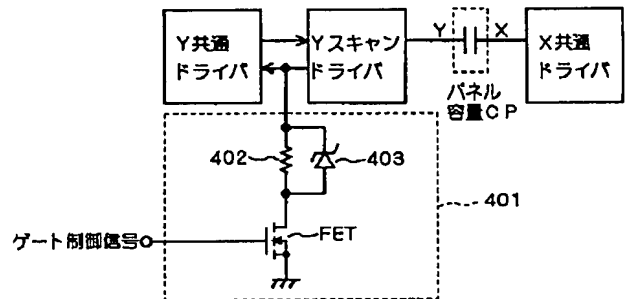 Y共通
ドライバ
Yスキャン
ドライバ
Y
X
X共通
ドライバ
パネル
容量CP
402
403
401
FET
ゲート制御信号